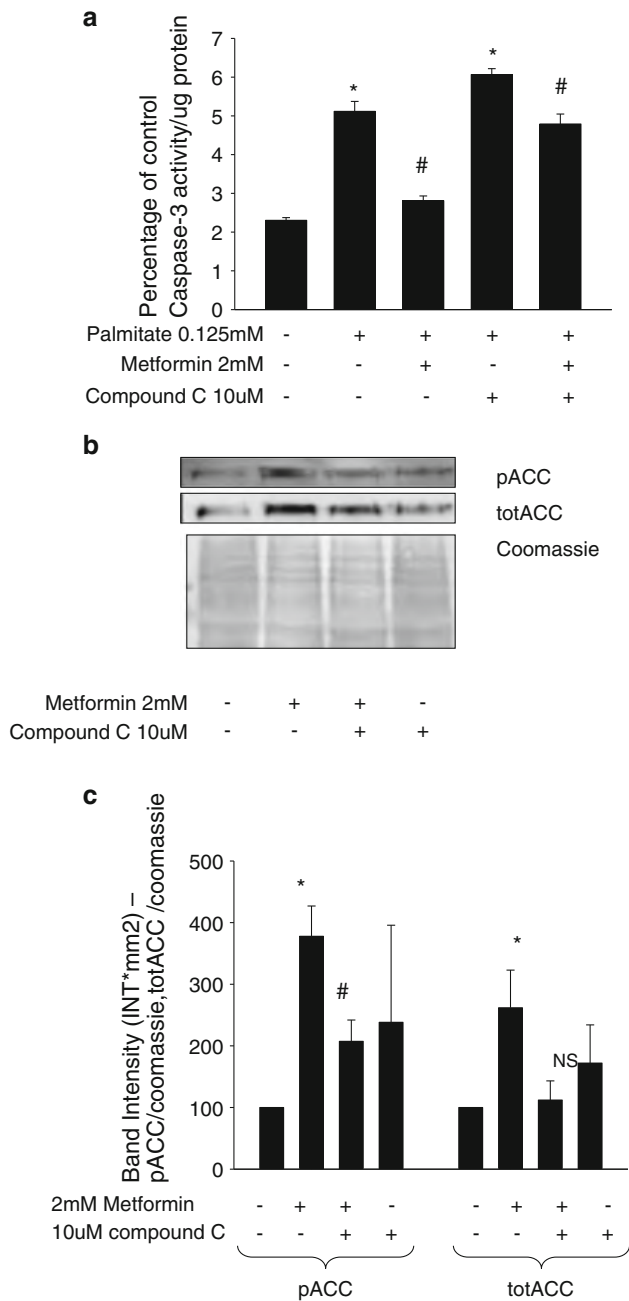 a
Percentage of control
Caspase-3 activity/ug protein
7
6
5
4
3
2
1
0
*
#
*
#
Palmitate 0.125mM - + + + +
Metformin 2mM - - + - +
Compound C 10uM - - - + +
b
pACC
totACC
Coomassie
Metformin 2mM - + + -
Compound C 10uM - - + +
c
Band Intensity (INT*mm2) –
pACC/coomassie,totACC /coomassie
500
400
300
200
100
0
*
#
*
NS
2mM Metformin - + + - - + + -
10uM compound C - - + + - - + +
pACC totACC